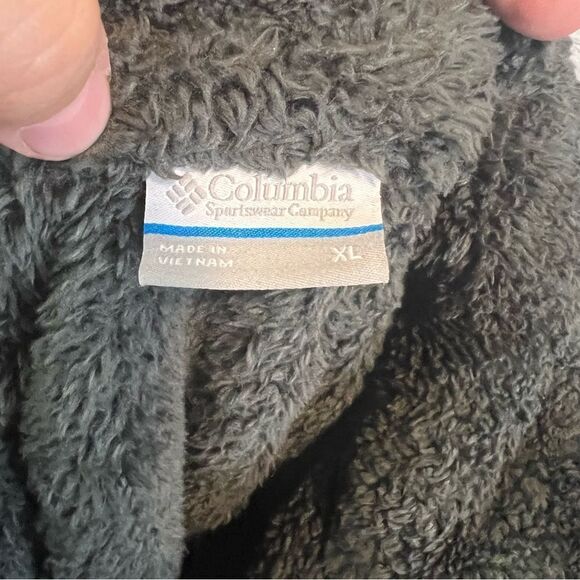 Columbia
Sportswear Company
MADE IN
VIETNAM
XL